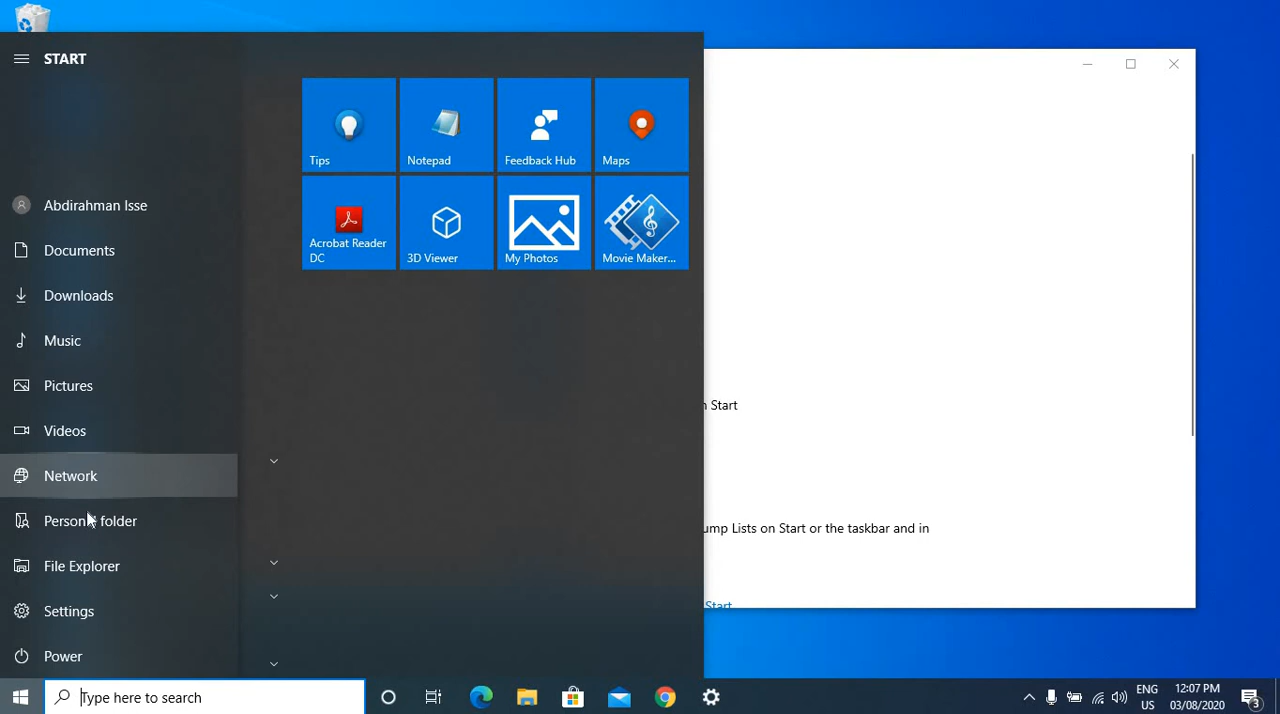 START
Tips
Notepad
Feedback Hub
Maps
Abdirahman Isse
Documents
Acrobat Reader
DC
3D Viewer
My Photos
Movie Maker...
Downloads
Music
Pictures
n Start
Videos
Network
Personal folder
ump Lists on Start or the taskbar and in
File Explorer
Settings
Start
Power
Type here to search
ENG
US
12:07 PM
03/08/2020
3